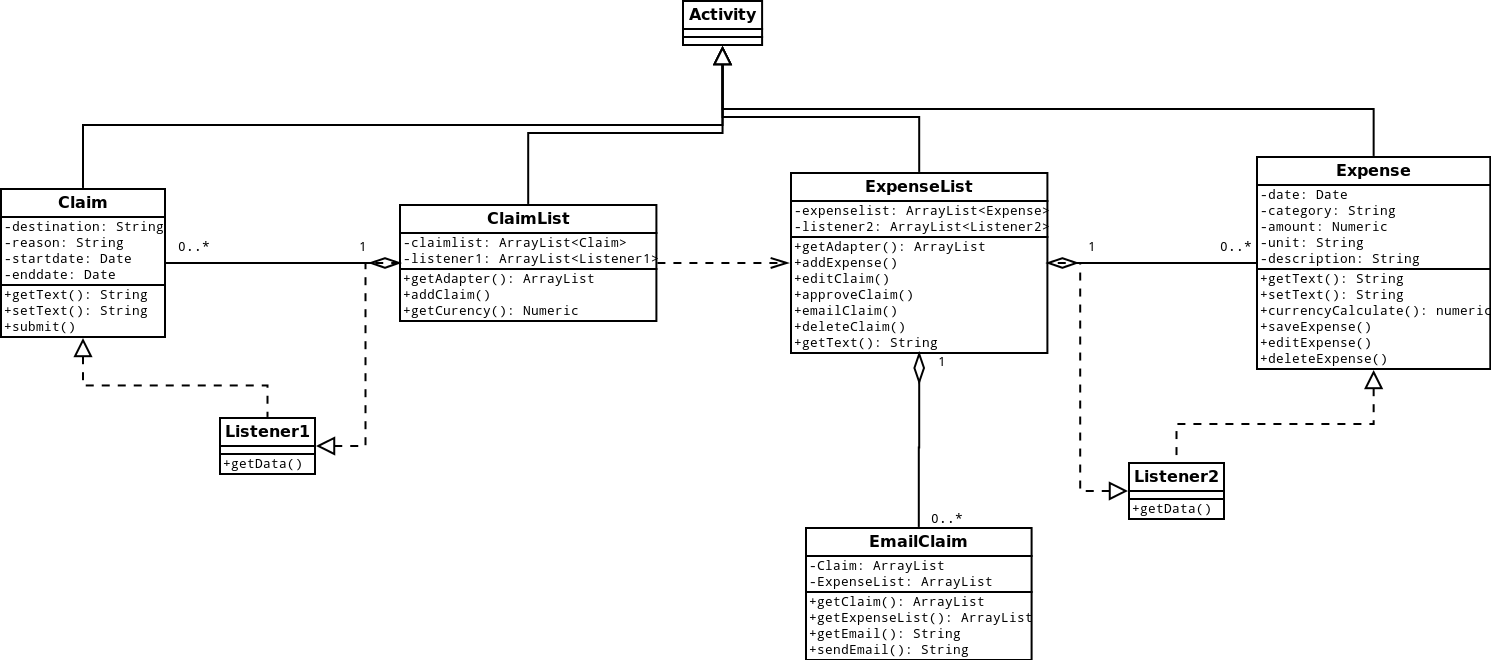 Activity
Claim
-destination: String
-reason: String
-startdate: Date
-enddate: Date
+getText(): String
+setText(): String
+submit()
0..*
1
ClaimList
-claimlist: ArrayList<Claim>
-listener1: ArrayList<Listener1>
+getAdapter(): ArrayList
+addClaim()
+getCurency(): Numeric
ExpenseList
-expenselist: ArrayList<Expense>
-listener2: ArrayList<Listener2>
+getAdapter(): ArrayList
+addExpense()
+editClaim()
+approveClaim()
+emailClaim()
+deleteClaim()
+getText(): String
1
0..*
Expense
-date: Date
-category: String
-amount: Numeric
-unit: String
-description: String
+getText(): String
+setText(): String
+currencyCalculate(): numeric
+saveExpense()
+editExpense()
+deleteExpense()
1
Listener1
+getData()
Listener2
+getData()
0..*
EmailClaim
-Claim: ArrayList
-ExpenseList: ArrayList
+getClaim(): ArrayList
+getExpenseList(): ArrayList
+getEmail(): String
+sendEmail(): String